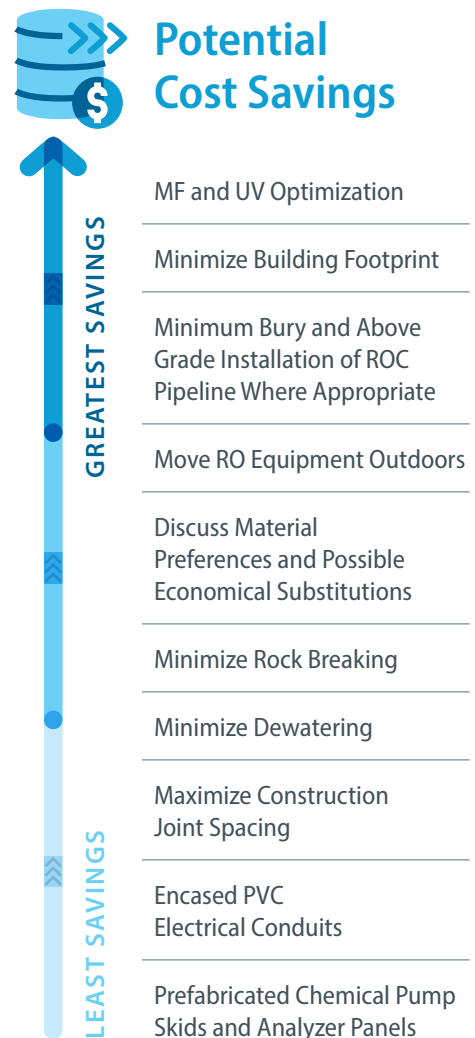 $
Potential
Cost Savings
GREATEST SAVINGS
MF and UV Optimization
Minimize Building Footprint
Minimum Bury and Above
Grade Installation of ROC
Pipeline Where Appropriate
Move RO Equipment Outdoors
Discuss Material
Preferences and Possible
Economical Substitutions
Minimize Rock Breaking
Minimize Dewatering
Maximize Construction
Joint Spacing
Encased PVC
Electrical Conduits
Prefabricated Chemical Pump
Skids and Analyzer Panels
LEAST SAVINGS